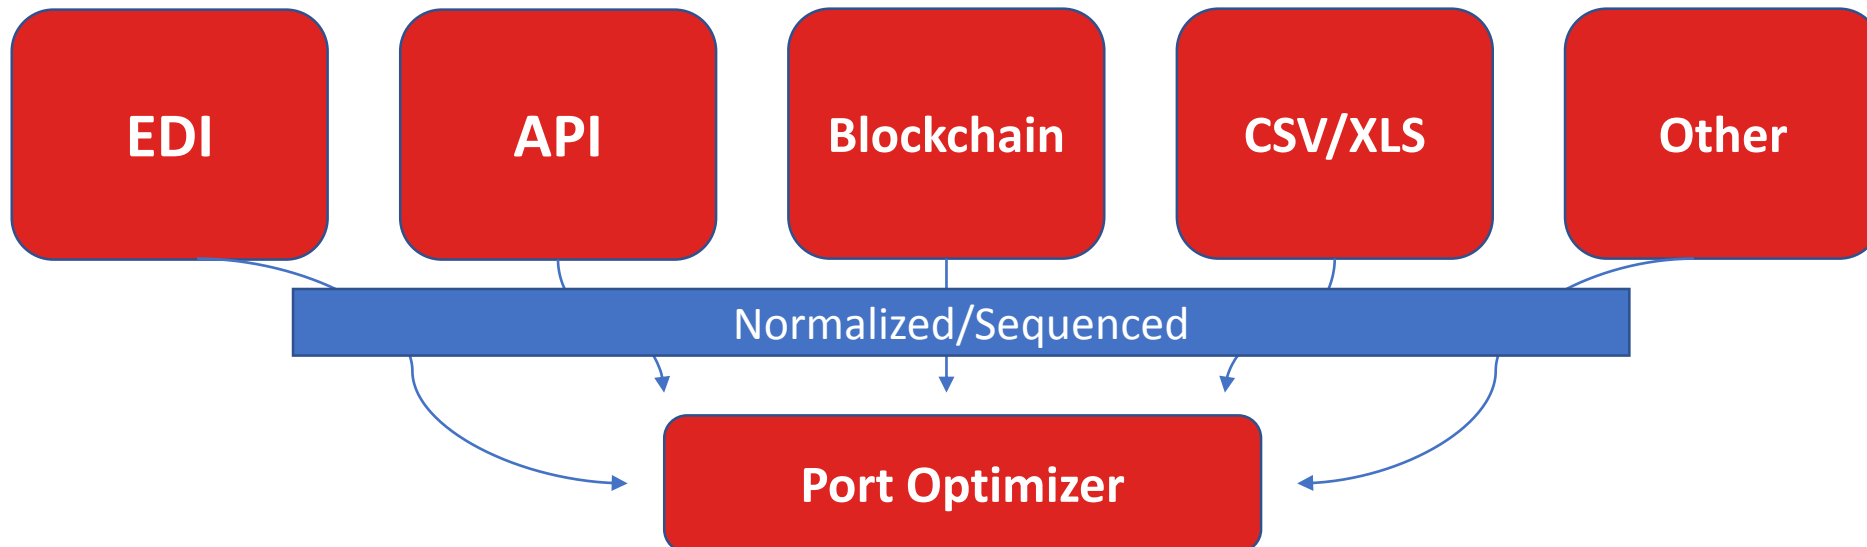 EDI
API
Blockchain
CSV/XLS
Other
Normalized/Sequenced
Port Optimizer